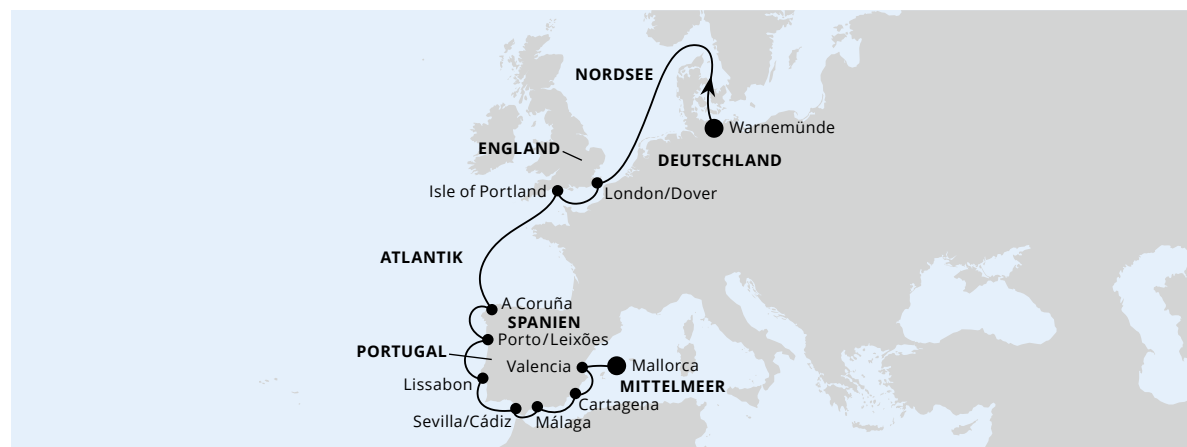 NORDSEE
Warnemünde
ENGLAND
DEUTSCHLAND
Isle of Portland
London/Dover
ATLANTIK
A Coruña
SPANIEN
Porto/Leixões
PORTUGAL
Valencia
Mallorca
Lissabon
MITTELMEER
Cartagena
Sevilla/Cádiz
Málaga